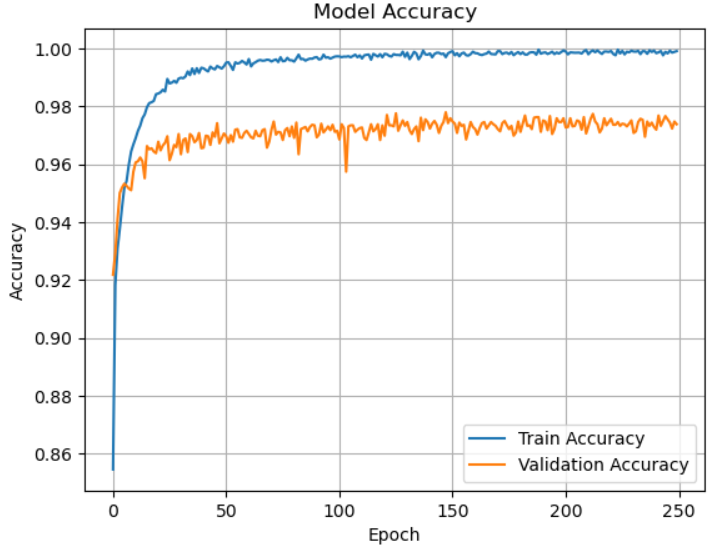 Model Accuracy
1.00
0.98
0.96
0.94
0.92
0.90
0.88
0.86
Accuracy
Train Accuracy
Validation Accuracy
0 50 100 150 200 250
Epoch